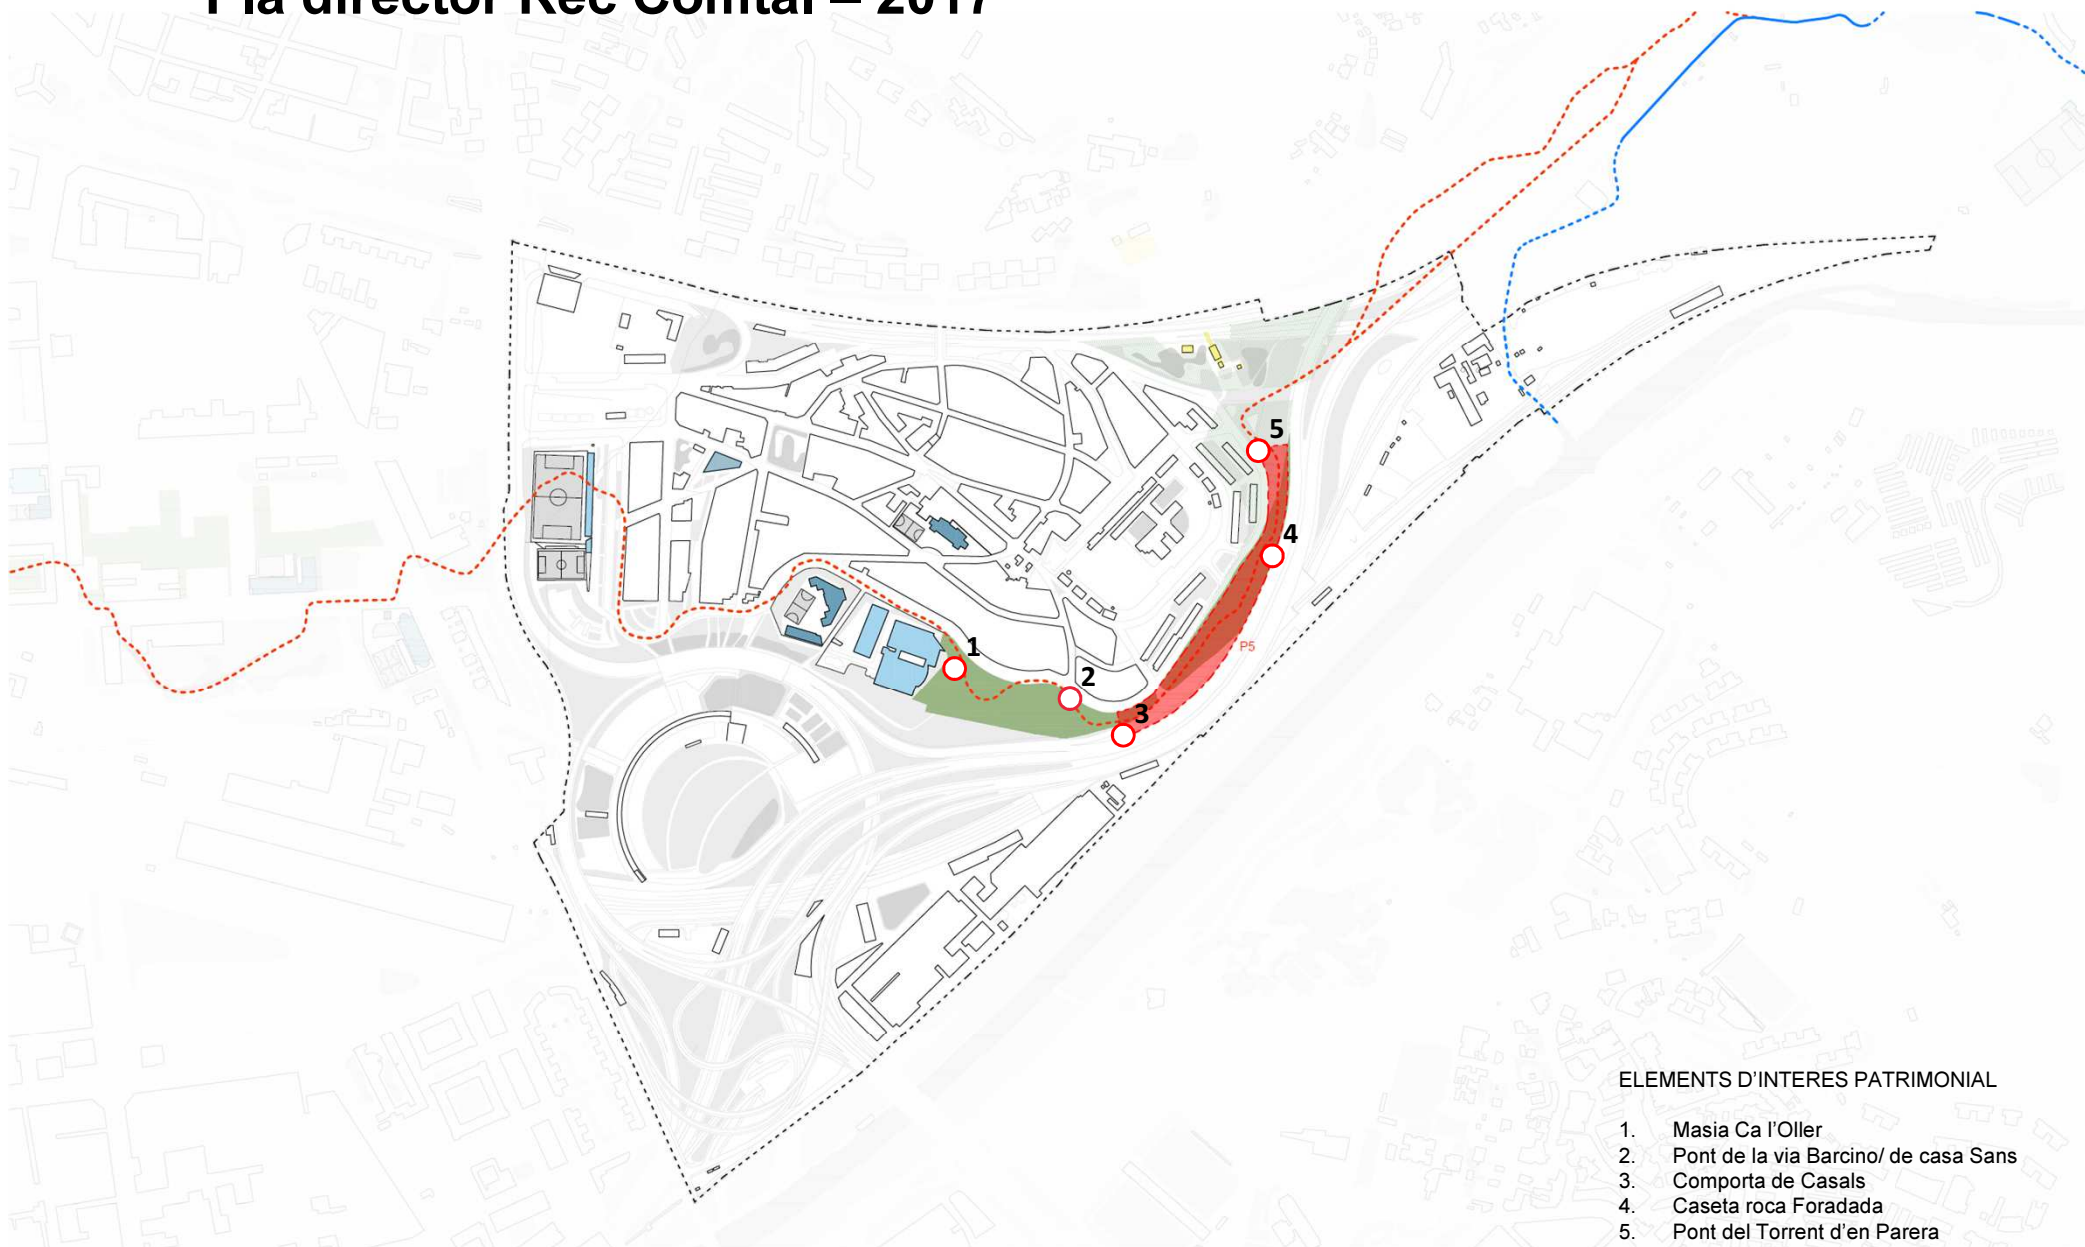 Pla director Rec Comtal – 2017
5
4
P5
1
2
3
ELEMENTS D'INTERES PATRIMONIAL
1. Masia Ca l'Oller
2. Pont de la via Barcino/ de casa Sans
3. Comporta de Casals
4. Caseta roca Foradada
5. Pont del Torrent d'en Parera